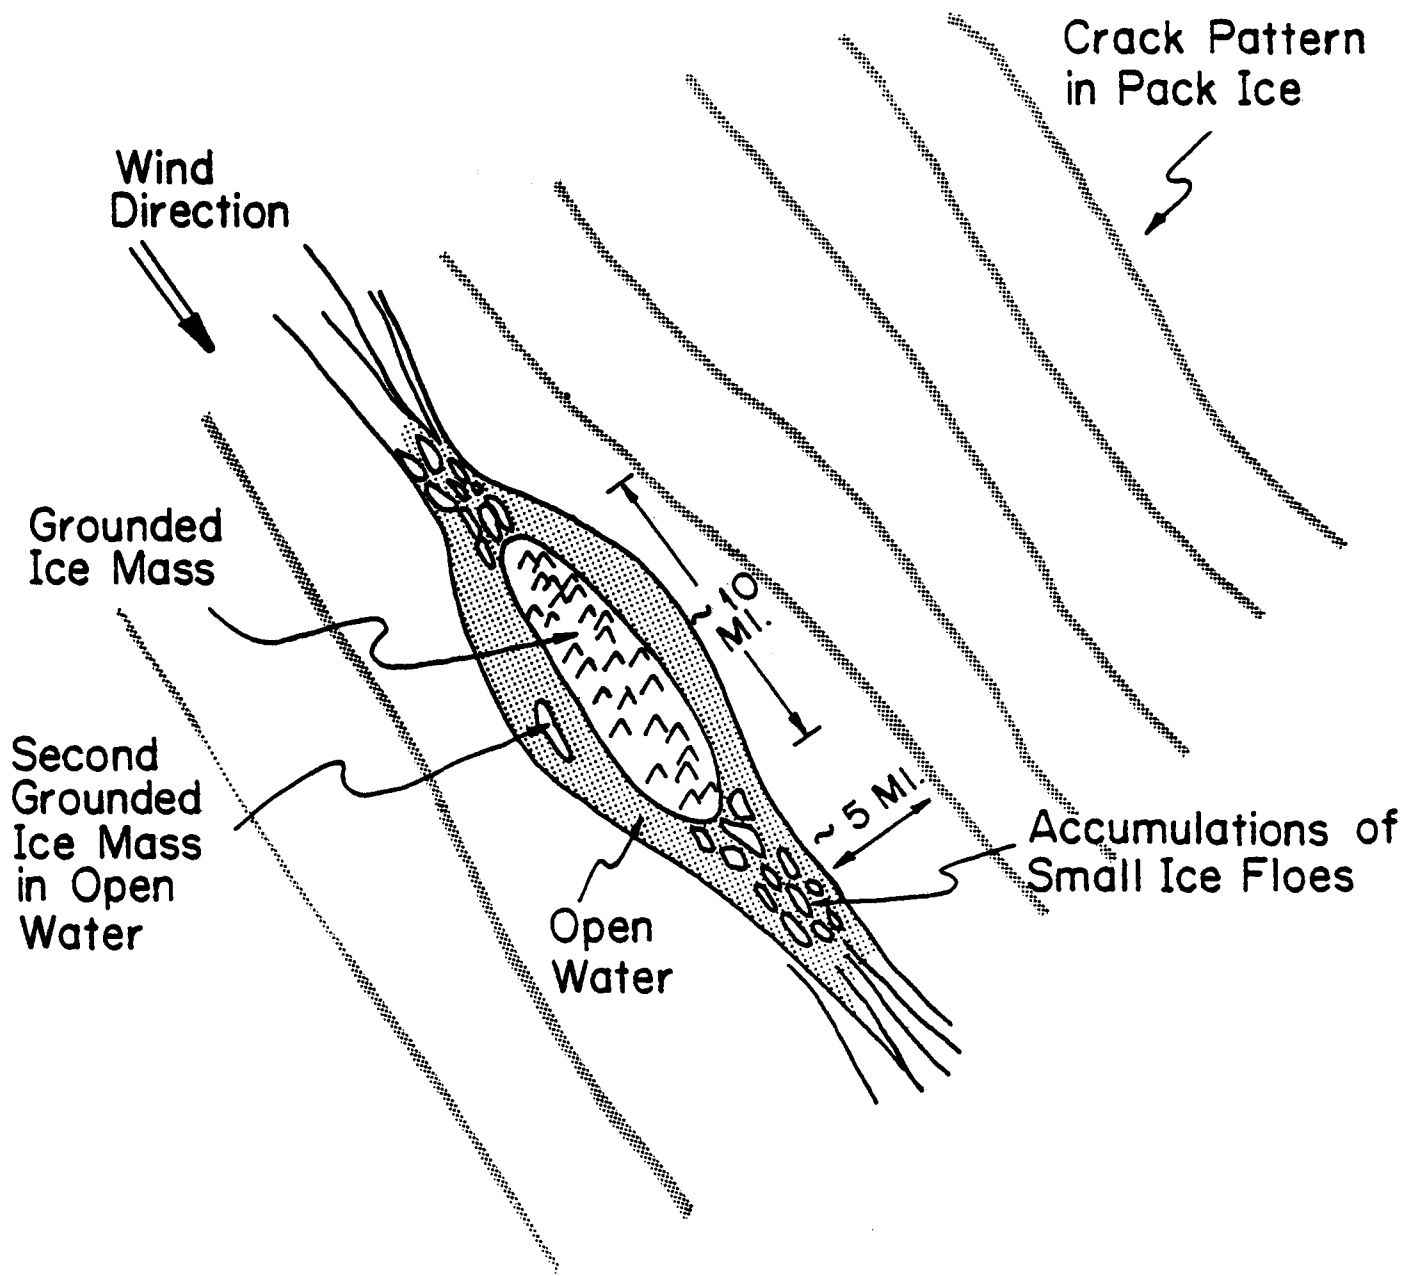 Crack Pattern
in Pack Ice
Wind
Direction
Grounded
Ice Mass
~ 10
MI.
Second
Grounded
Ice Mass
in Open
Water
~ 5 MI.
Accumulations of
Small Ice Floes
Open
Water